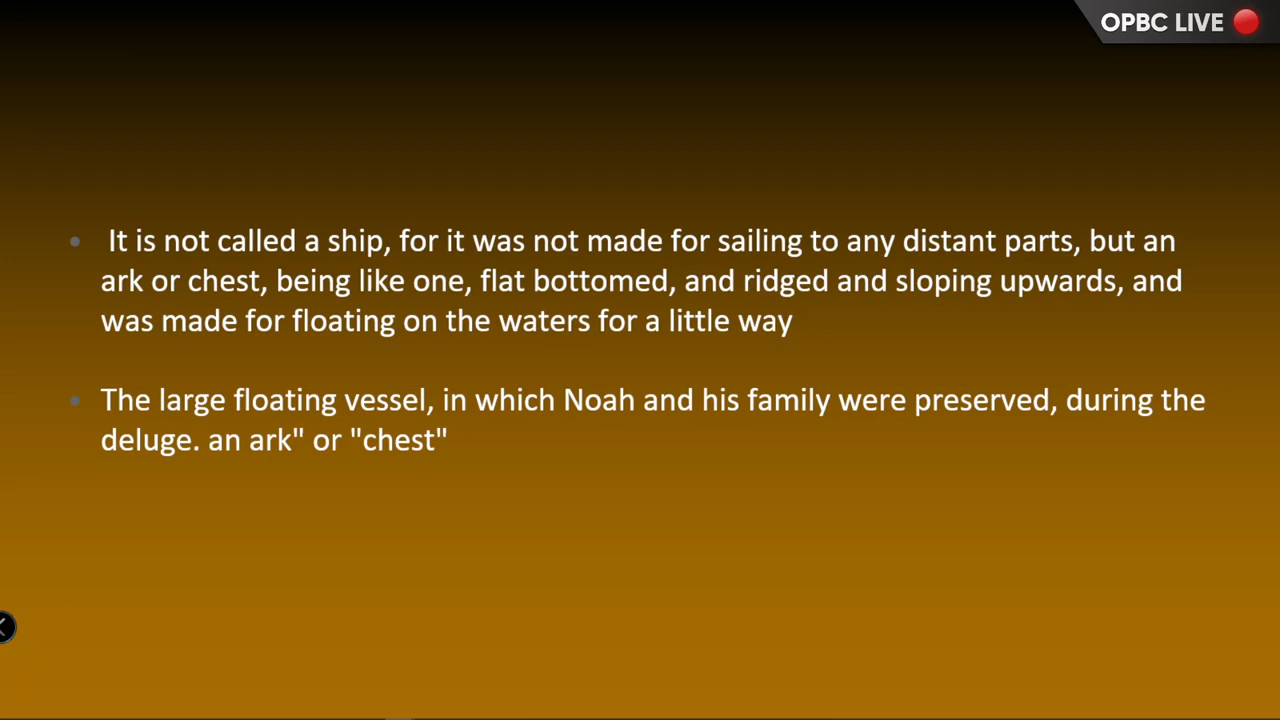 OPBC LIVE
It is not called a ship, for it was not made for sailing to any distant parts, but an
ark or chest, being like one, flat bottomed, and ridged and sloping upwards, and
was made for floating on the waters for a little way
The large floating vessel, in which Noah and his family were preserved, during the
deluge. an ark" or "chest"